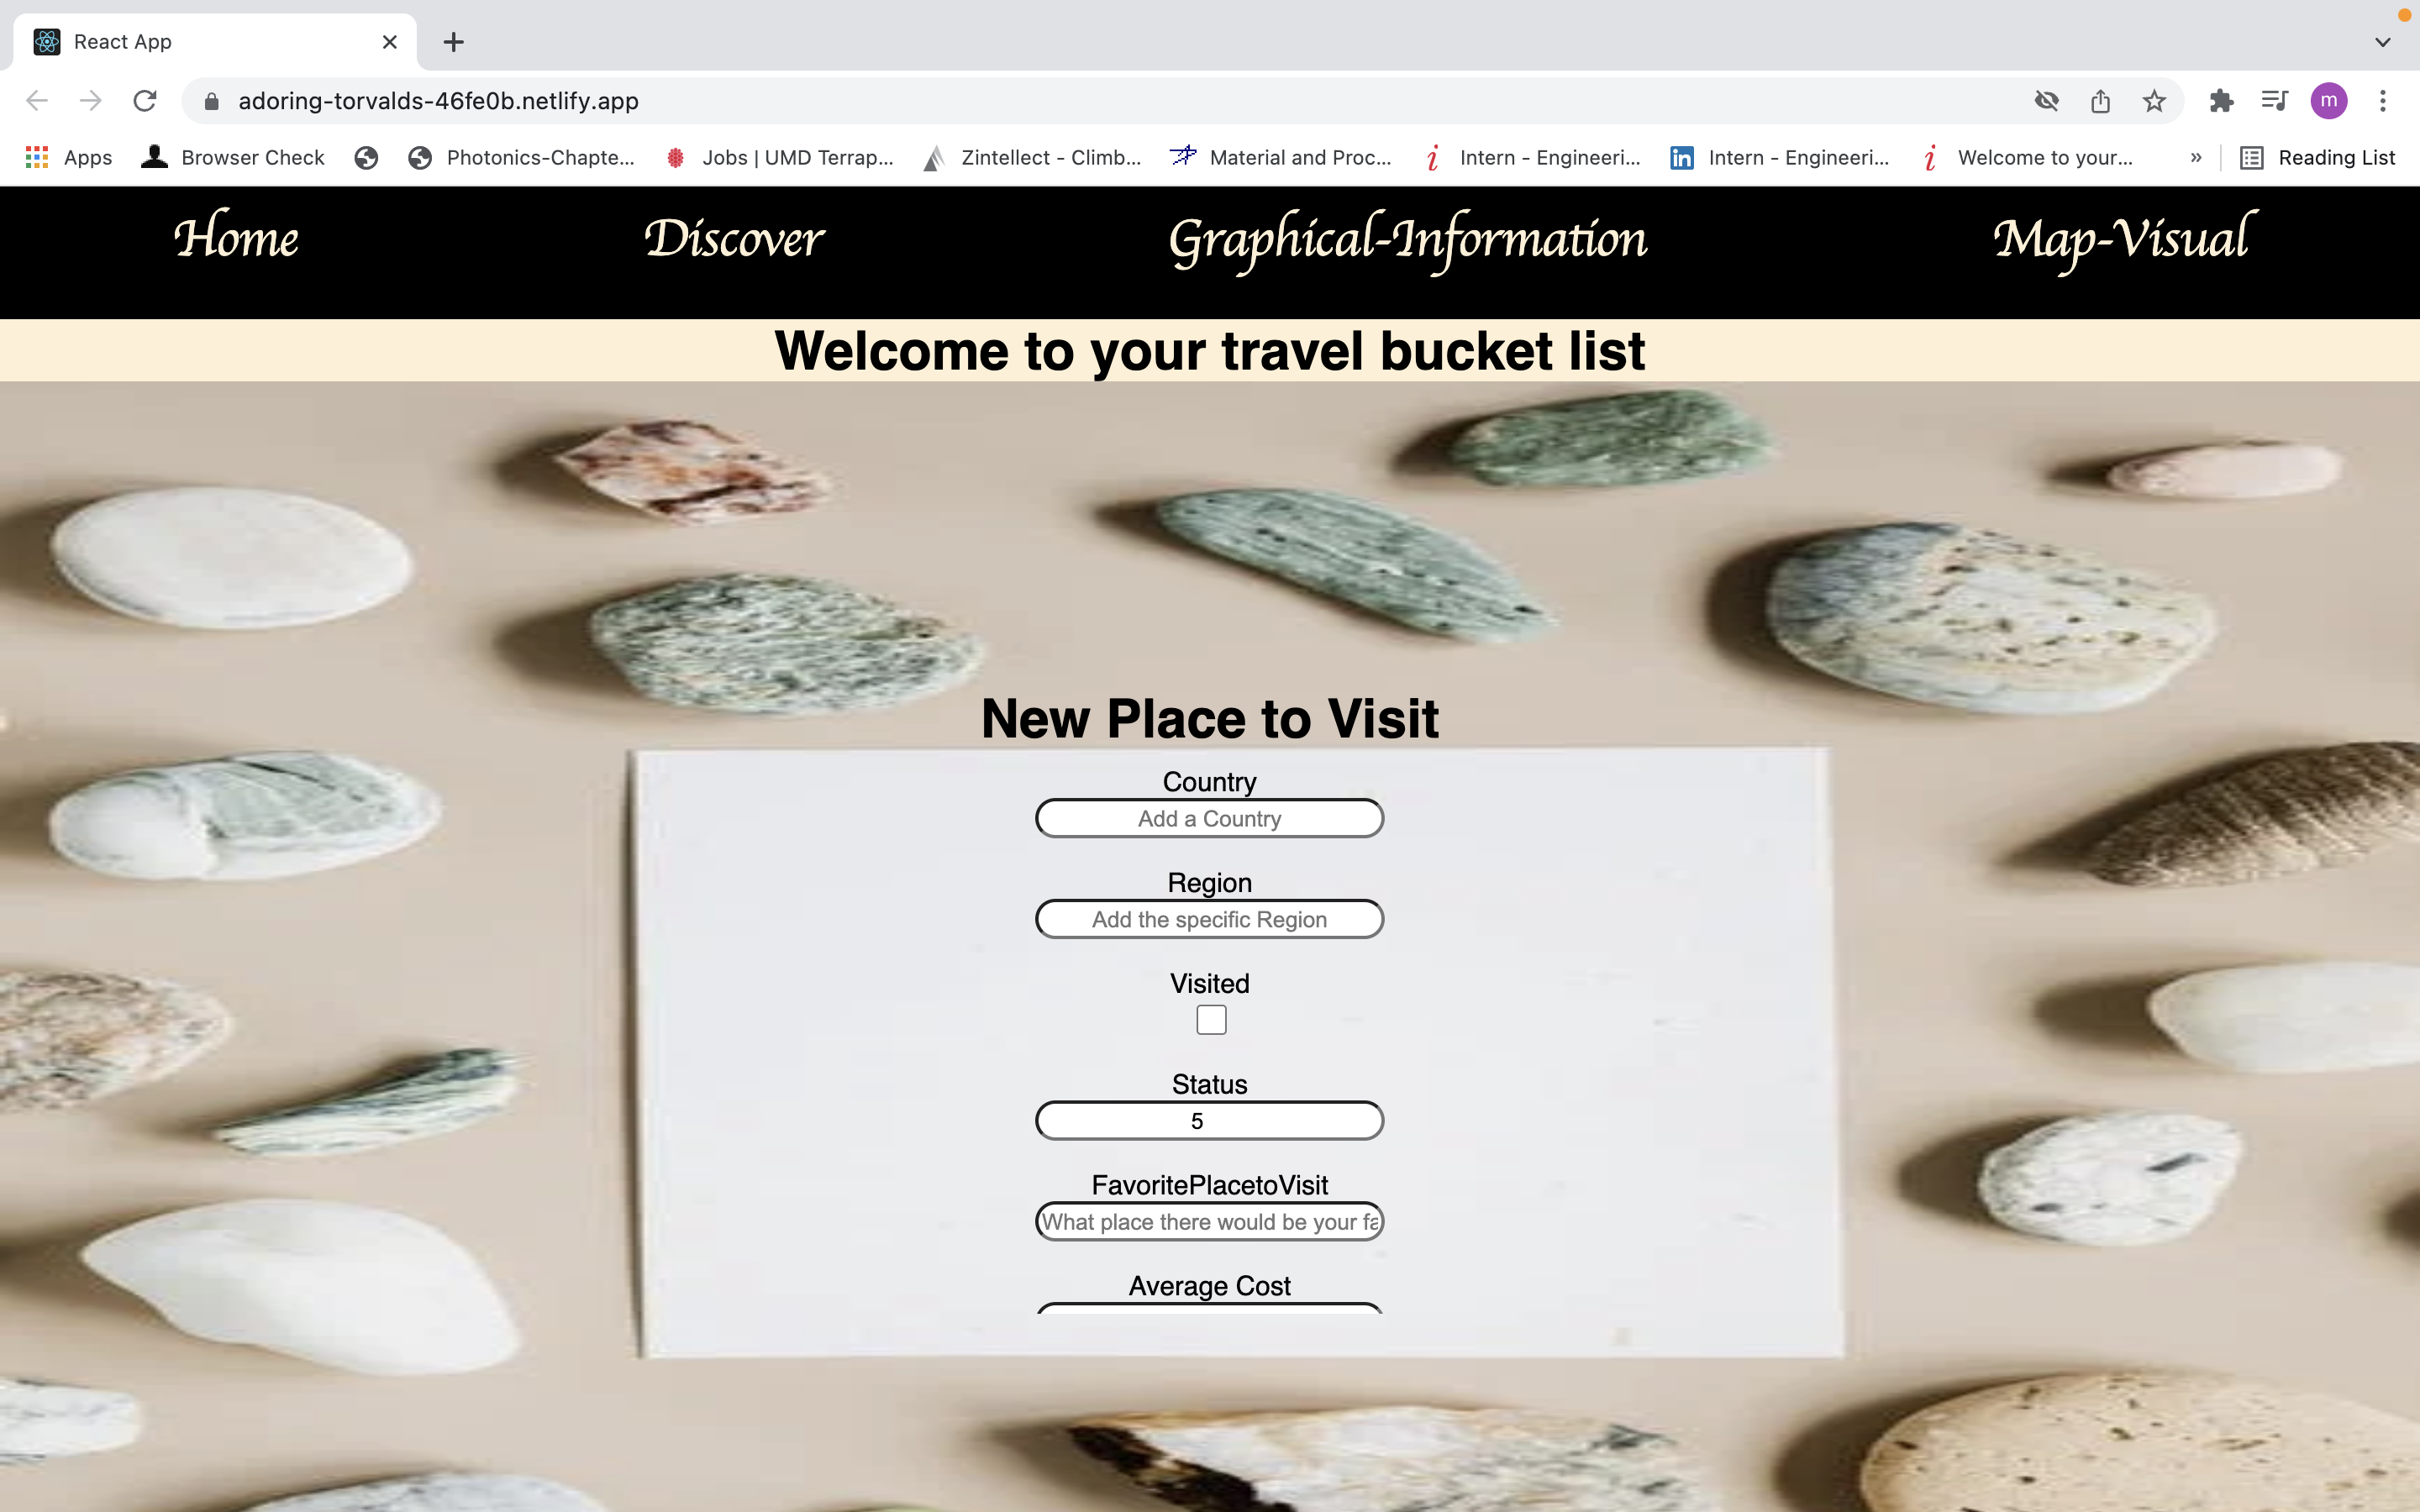 React App
adoring-torvalds-46fe0b.netlify.app
m
Apps Browser Check Photonics-Chapte... Jobs | UMD Terrap... Zintellect - Climb... Material and Proc... Intern - Engineeri... in Intern - Engineeri... Welcome to your... » Reading List
Home Discover Graphical-Information Map-Visual
Welcome to your travel bucket list
New Place to Visit
Country
Add a Country
Region
Add the specific Region
Visited
Status
5
FavoritePlacetoVisit
What place there would be your fa
Average Cost